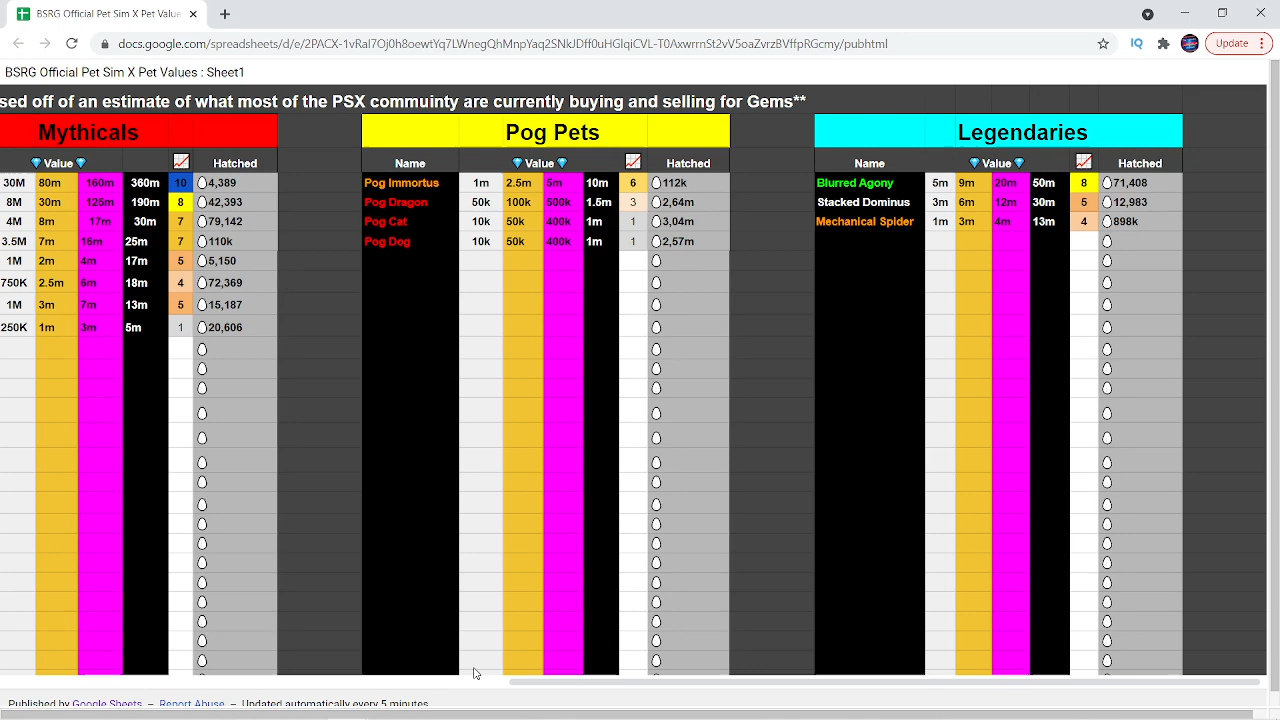 BSRG Official Pet Sim X Pet Values
docs.google.com/spreadsheets/d/e/2PACX-1vRaI7Oj0h8oewtYq7LWneQPkMnpYaq2SNkJDff0uHGlqiCVL-T0AxwrrnSt2vV5oaZvrzBVffpRGcmy/pubhtml
IQ
Update
BSRG Official Pet Sim X Pet Values : Sheet1
sed off of an estimate of what most of the PSX community are currently buying and selling for Gems**
Mythicals Pog Pets Legendaries
Value Hatched Name Value Hatched Name Value Hatched
30M 80m 160m 360m 10 4,389 Pog Immortus 1m 2.5m 5m 10m 6 112k Blurred Agony 5m 9m 20m 50m 8 71,408
8M 30m 125m 190m 8 42,393 Pog Dragon 50k 100k 500k 1.5m 3 2,64m Stacked Dominus 3m 6m 12m 30m 5 12,983
4M 8m 17m 30m 7 79,142 Pog Cat 10k 50k 400k 1m 1 3,04m Mechanical Spider 1m 3m 4m 13m 4 898k
3.5M 7m 16m 25m 7 110k Pog Dog 10k 50k 400k 1m 1 2,57m
1M 2m 4m 17m 5 5,150
750K 2.5m 6m 18m 4 72,369
1M 3m 7m 13m 5 15,187
250K 1m 3m 5m 1 20,606
Published by Google Sheets – Report Abuse – Updated automatically every 5 minutes